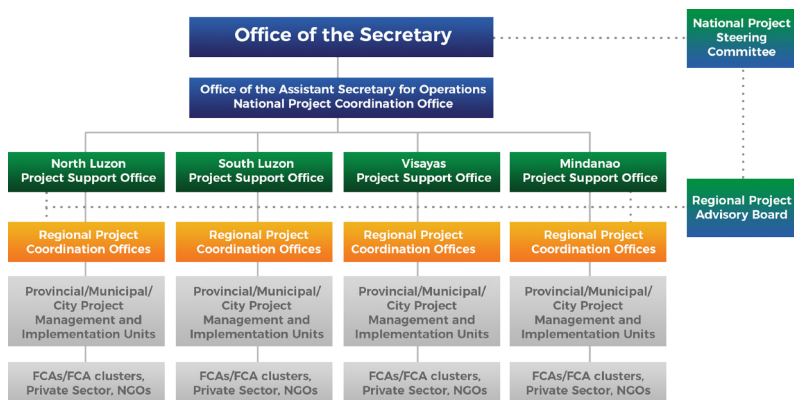 Office of the Secretary
National Project
Steering
Committee
Office of the Assistant Secretary for Operations
National Project Coordination Office
North Luzon
Project Support Office
South Luzon
Project Support Office
Visayas
Project Support Office
Mindanao
Project Support Office
Regional Project
Advisory Board
Regional Project
Coordination Offices
Regional Project
Coordination Offices
Regional Project
Coordination Offices
Regional Project
Coordination Offices
Provincial/Municipal/
City Project
Management and
Implementation Units
Provincial/Municipal/
City Project
Management and
Implementation Units
Provincial/Municipal/
City Project
Management and
Implementation Units
Provincial/Municipal/
City Project
Management and
Implementation Units
FCAs/FCA clusters,
Private Sector, NGOs
FCAs/FCA clusters,
Private Sector, NGOs
FCAs/FCA clusters,
Private Sector, NGOs
FCAs/FCA clusters,
Private Sector, NGOs